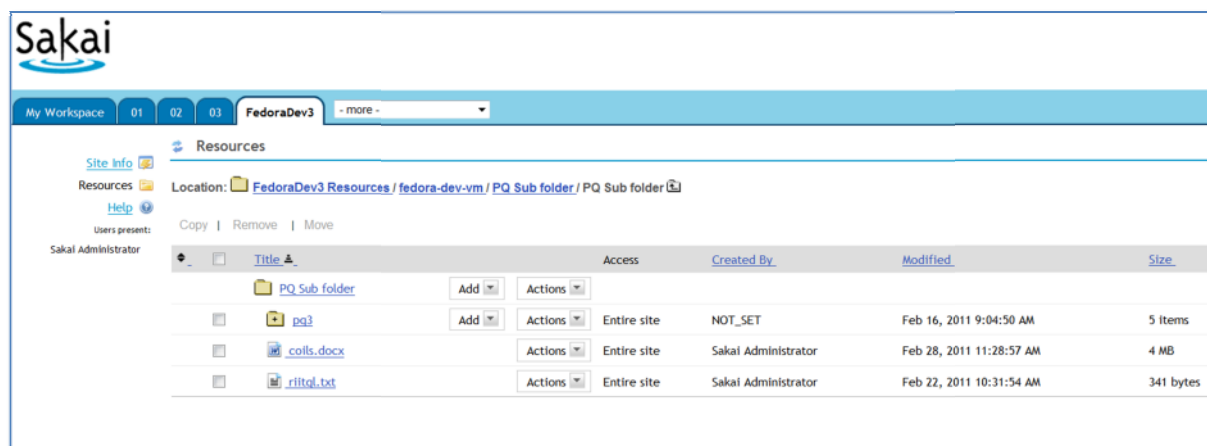 Sakai
My Workspace 01 02 03 FedoraDev3 - more -
Resources
Site Info
Resources
Help
Users present:
Sakai Administrator
Location: FedoraDev3 Resources / fedora-dev-vm / PQ Sub folder / PQ Sub folder
Copy | Remove | Move
Title Access Created By Modified Size
PQ Sub folder Add Actions
pq3 Add Actions Entire site NOT_SET Feb 16, 2011 9:04:50 AM 5 items
coils.docx Actions Entire site Sakai Administrator Feb 28, 2011 11:28:57 AM 4 MB
riitql.txt Actions Entire site Sakai Administrator Feb 22, 2011 10:31:54 AM 341 bytes